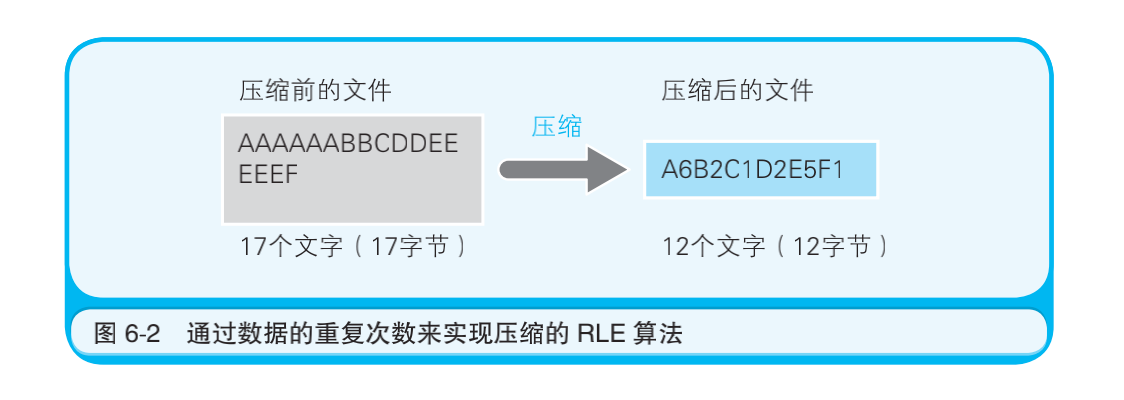 压缩前的文件
压缩后的文件
压缩
AAAAAABBCDDEE
EEEF
A6B2C1D2E5F1
17个文字（17字节）
12个文字（12字节）
图 6-2 通过数据的重复次数来实现压缩的 RLE 算法